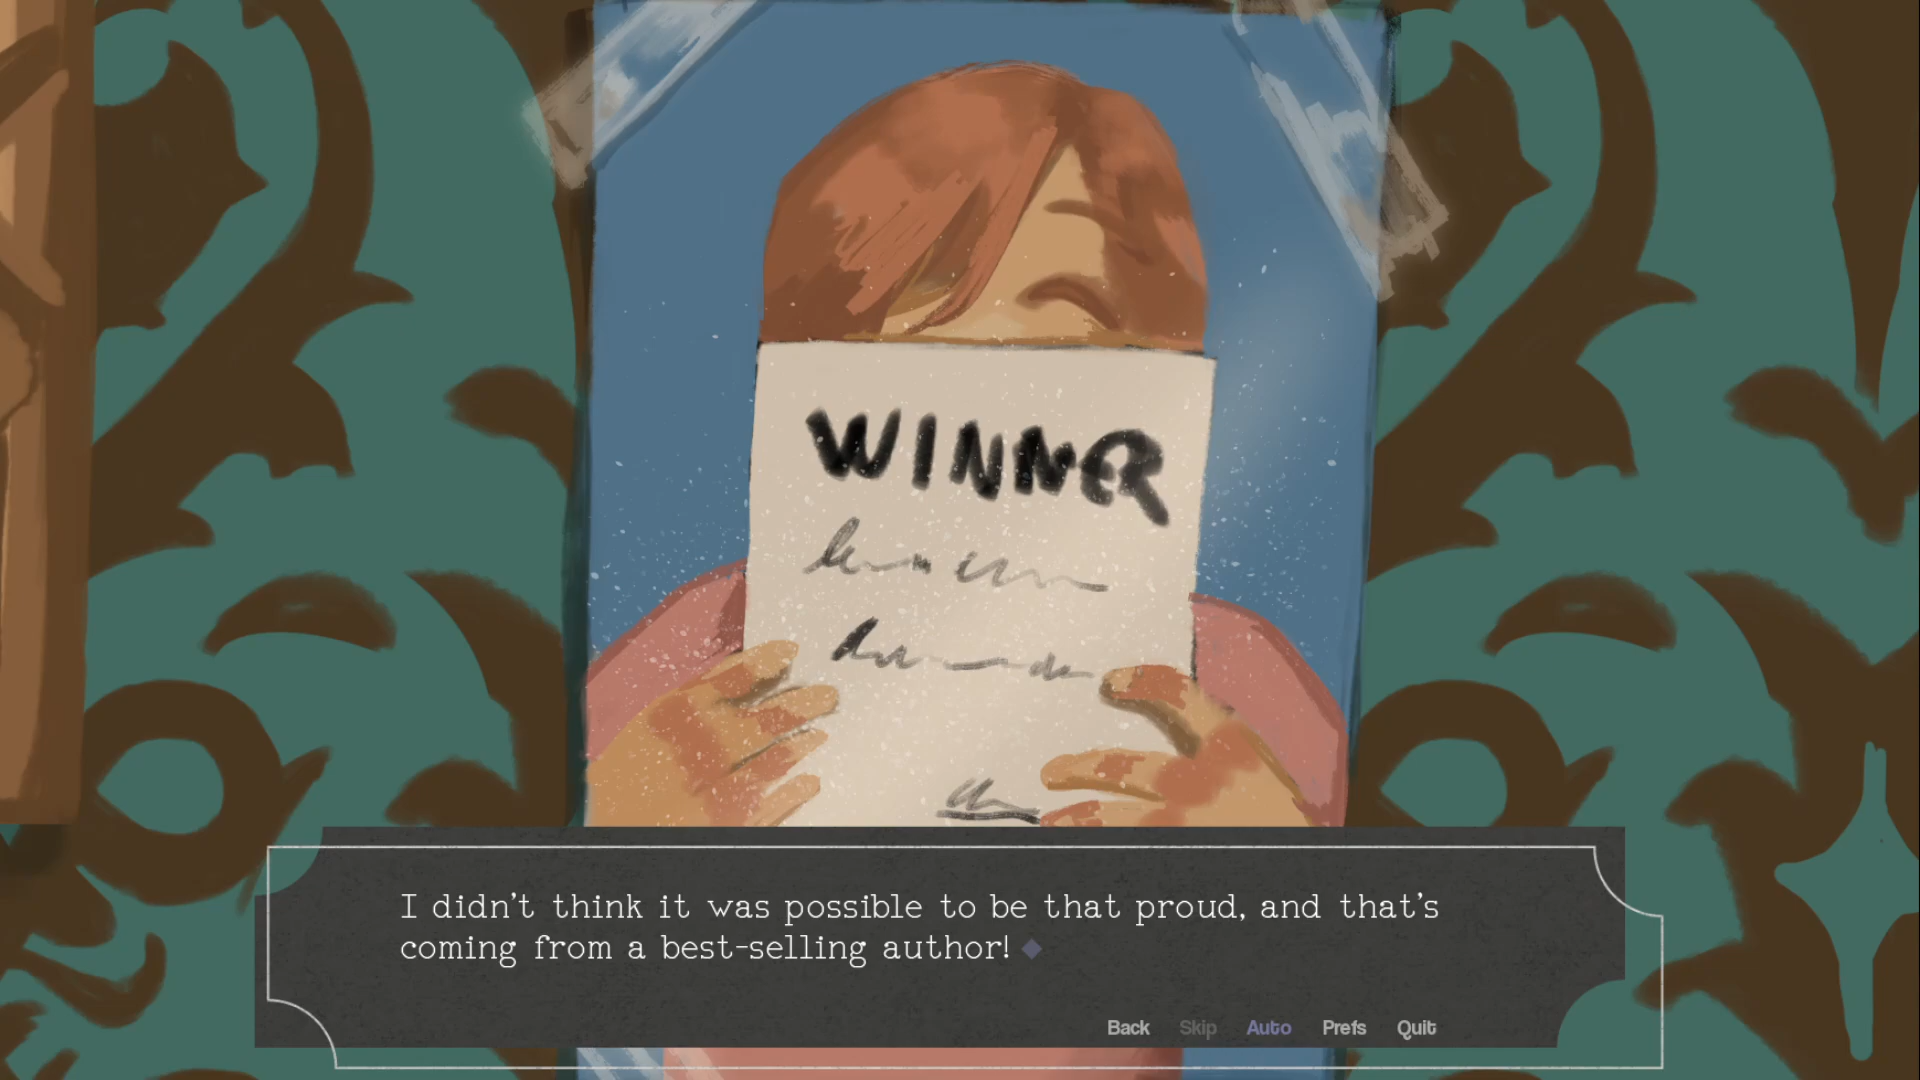 WINNER
I didn't think it was possible to be that proud, and that's
coming from a best-selling author!
Back Skip Auto Prefs Quit